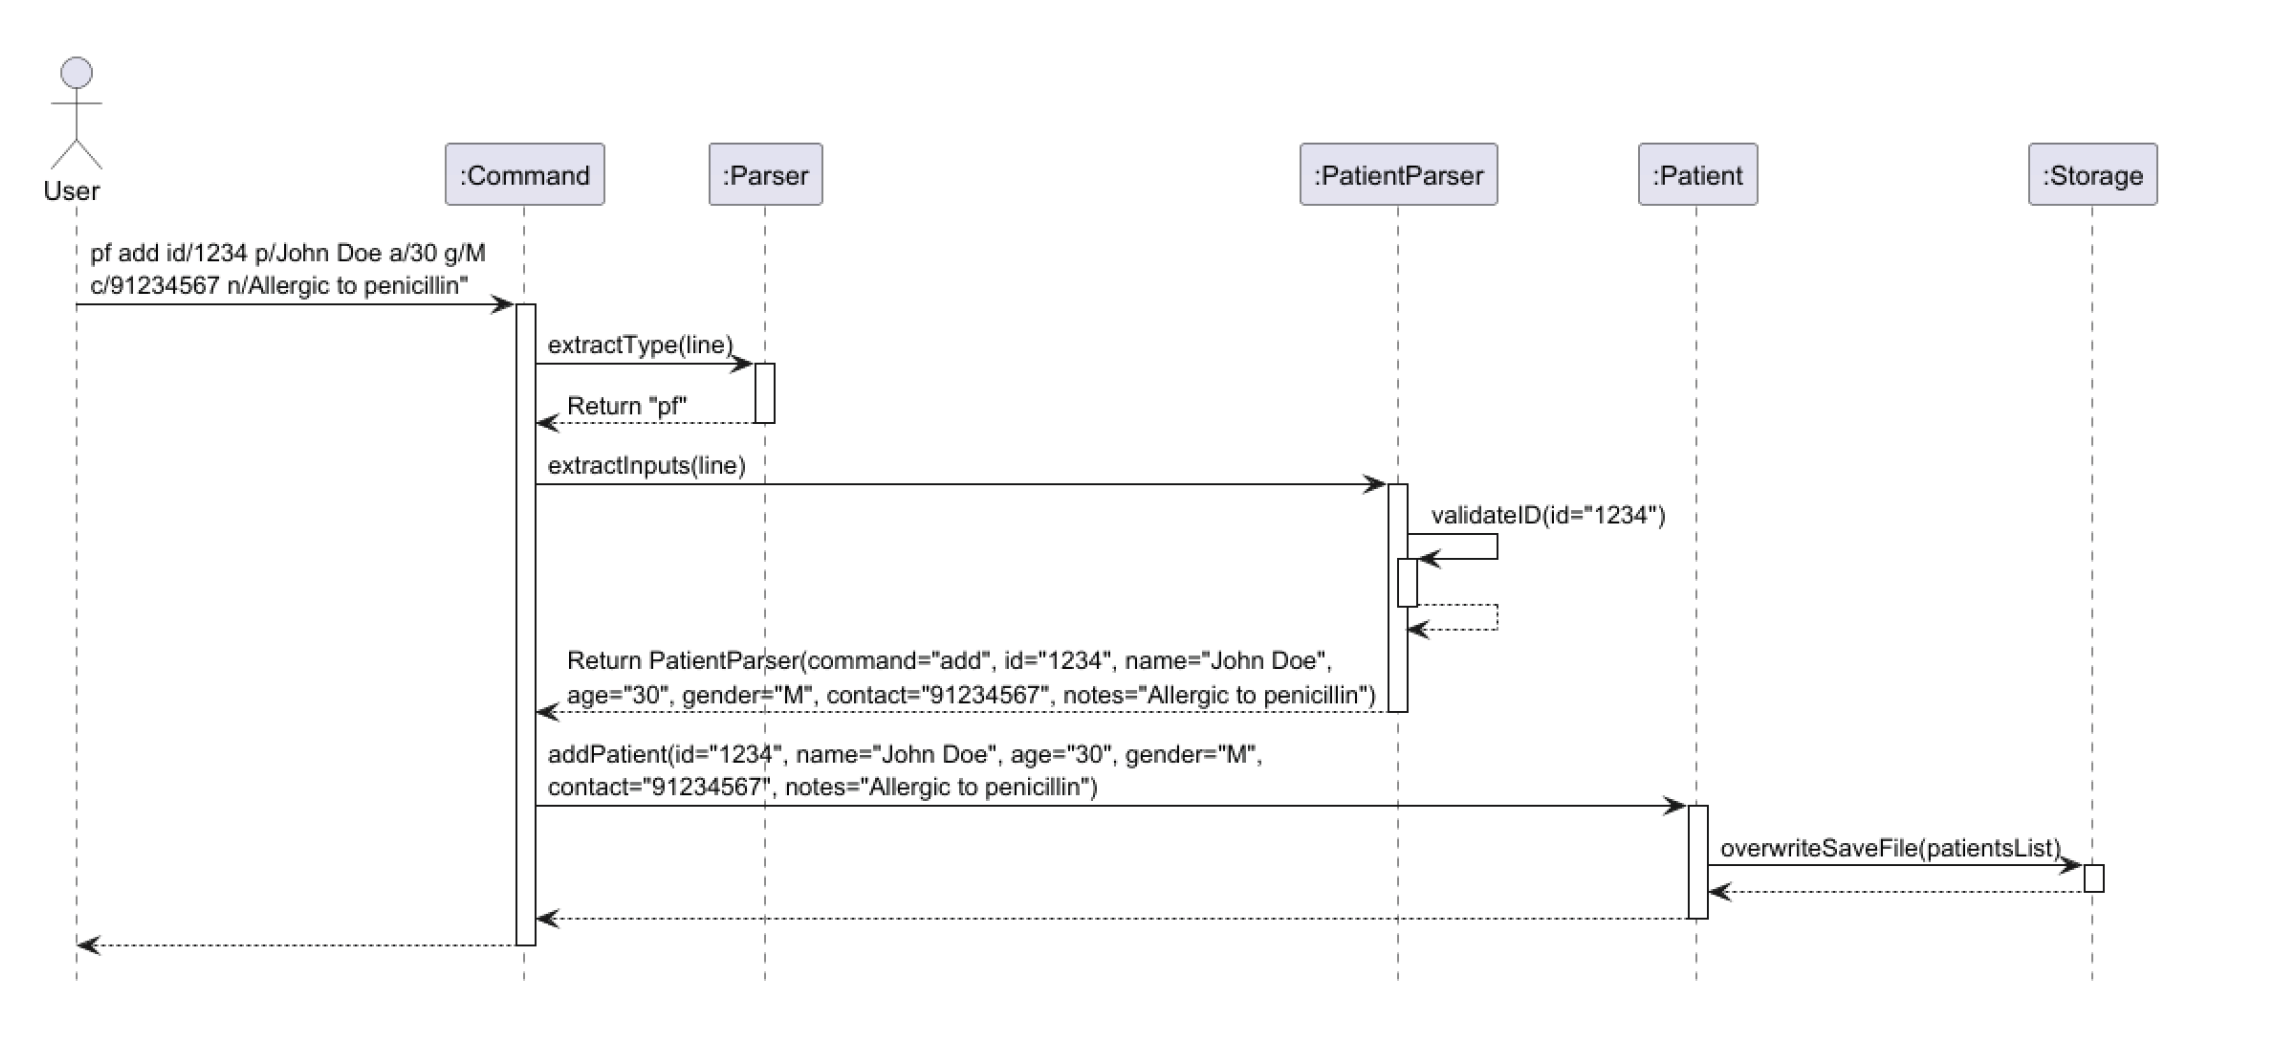 User
:Command
:Parser
:PatientParser
:Patient
:Storage
pf add id/1234 p/John Doe a/30 g/M
c/91234567 n/Allergic to penicillin"
extractType(line)
Return "pf"
extractInputs(line)
validateID(id="1234")
Return PatientParser(command="add", id="1234", name="John Doe",
age="30", gender="M", contact="91234567", notes="Allergic to penicillin")
addPatient(id="1234", name="John Doe", age="30", gender="M",
contact="91234567", notes="Allergic to penicillin")
overwriteSaveFile(patientsList)